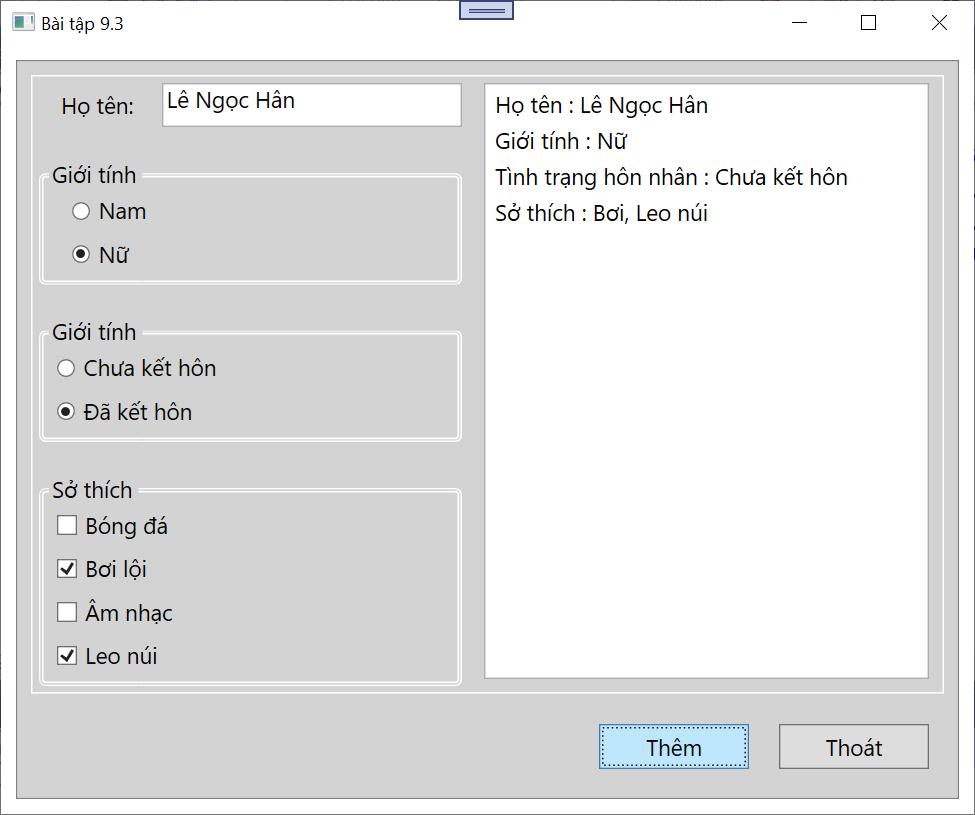 Bài tập 9.3
Họ tên:
Lê Ngọc Hân
Giới tính
Nam
Nữ
Giới tính
Chưa kết hôn
Đã kết hôn
Sở thích
Bóng đá
Bơi lội
Âm nhạc
Leo núi
Họ tên : Lê Ngọc Hân
Giới tính : Nữ
Tình trạng hôn nhân : Chưa kết hôn
Sở thích : Bơi, Leo núi
Thêm
Thoát